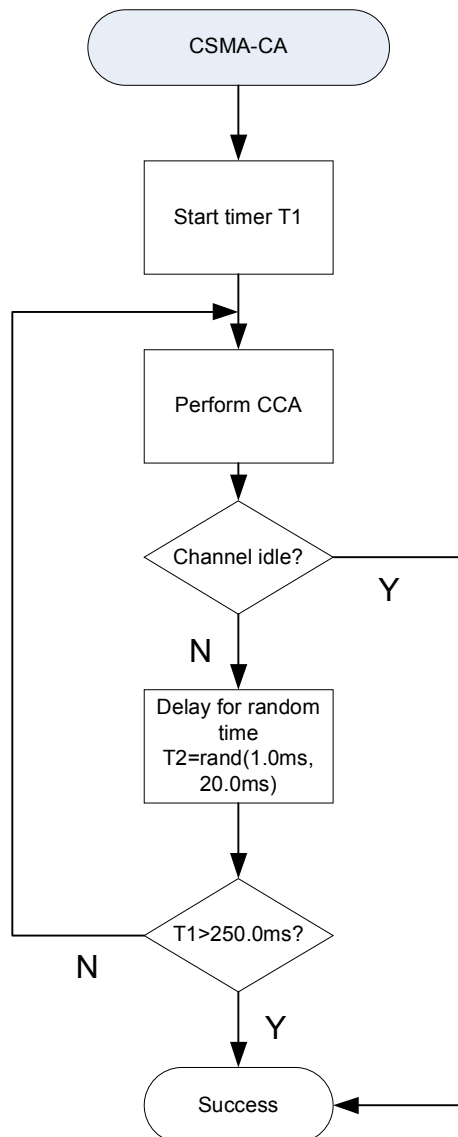 CSMA-CA
Start timer T1
Perform CCA
Channel idle?
Y
N
Delay for random
time
T2=rand(1.0ms,
20.0ms)
T1>250.0ms?
N
Y
Success